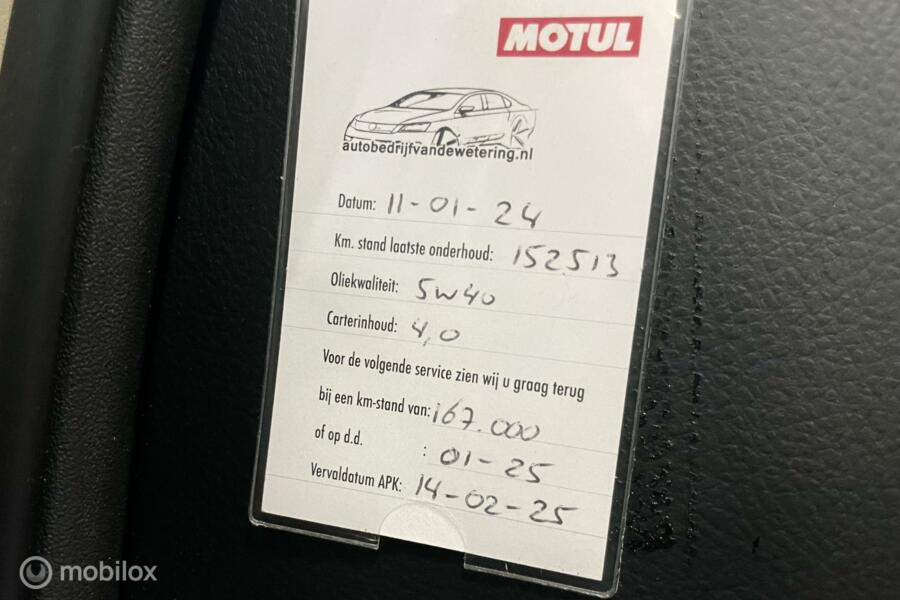 MOTUL
autobedrijfvandewetering.nl
Datum: 11-01-24
Km. stand laatste onderhoud: 152.513
Oliekwaliteit: 5w40
Carterinhoud: 4,0
Voor de volgende service zien wij u graag terug
bij een km-stand van: 167.000
of op d.d. : 01-25
Vervaldatum APK: 14-02-25
mobilox